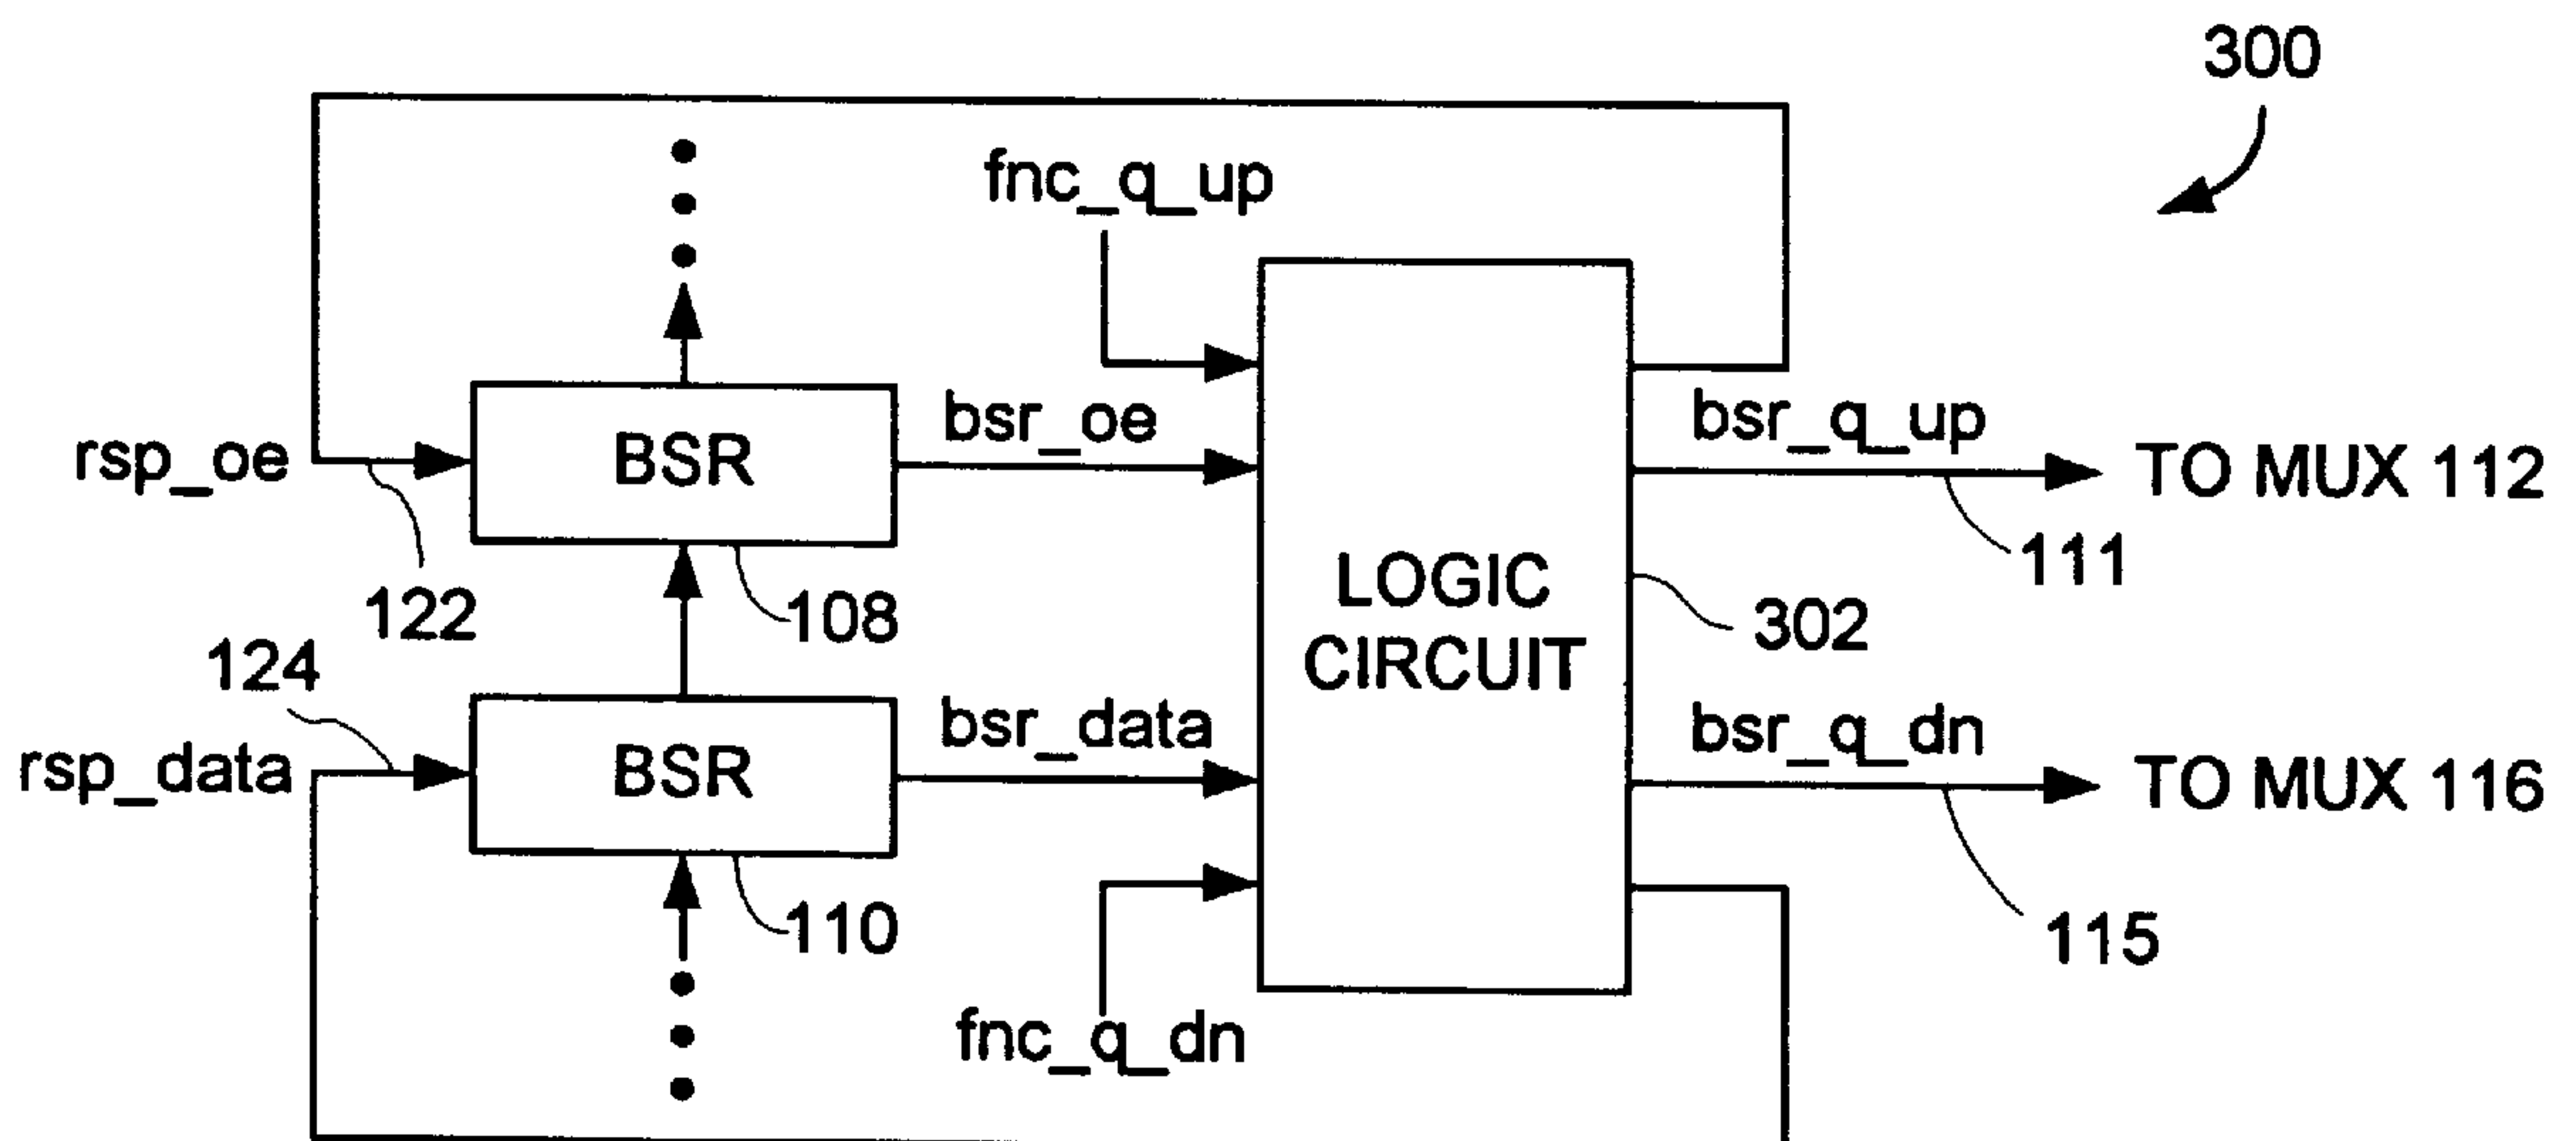 300
fnc_q_up
rsp_oe
BSR
bsr_oe
bsr_q_up
TO MUX 112
122
108
111
LOGIC
CIRCUIT
302
124
rsp_data
BSR
bsr_data
bsr_q_dn
TO MUX 116
110
115
fnc_q_dn